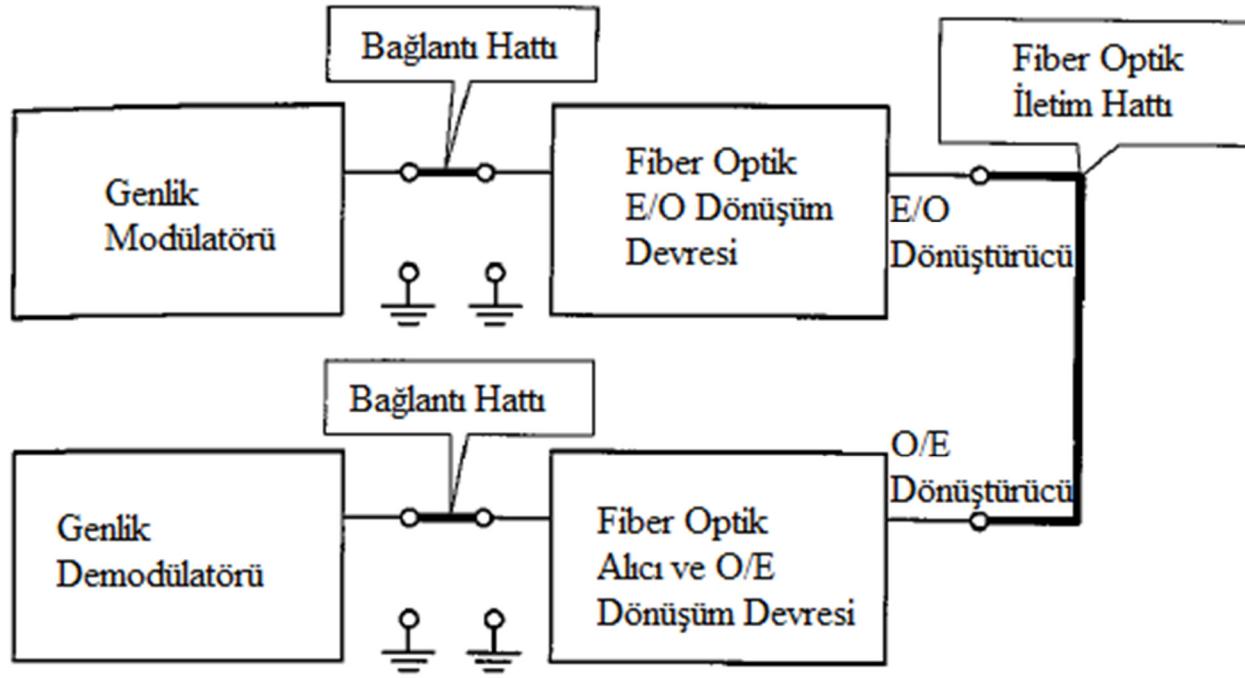 Bağlantı Hattı
Fiber Optik
İletim Hattı
Genlik
Modülatörü
Fiber Optik
E/O Dönüşüm
Devresi
E/O
Dönüştürücü
Bağlantı Hattı
Genlik
Demodülatörü
Fiber Optik
Alıcı ve O/E
Dönüşüm Devresi
O/E
Dönüştürücü